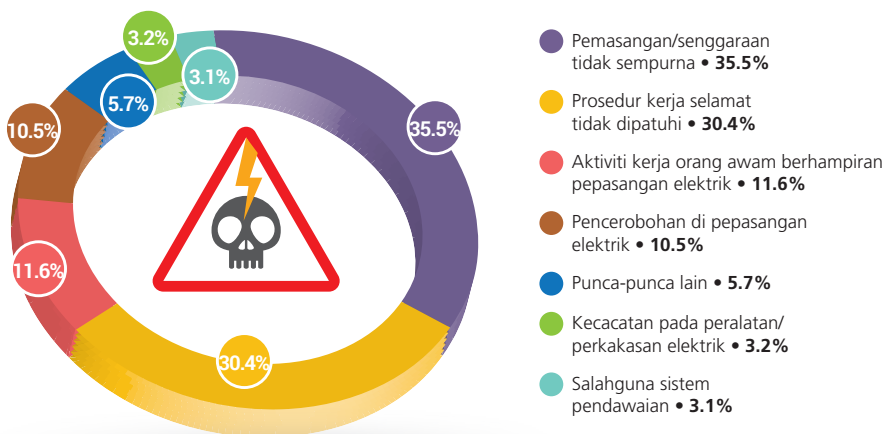 3.2%
3.1%
5.7%
35.5%
10.5%
11.6%
30.4%
Pemasangan/senggaraan
tidak sempurna • 35.5%
Prosedur kerja selamat
tidak dipatuhi • 30.4%
Aktiviti kerja orang awam berhampiran
pepasangan elektrik • 11.6%
Pencerobohan di pepasangan
elektrik • 10.5%
Punca-punca lain • 5.7%
Kecacatan pada peralatan/
perkakasan elektrik • 3.2%
Salahguna sistem
pendawaian • 3.1%